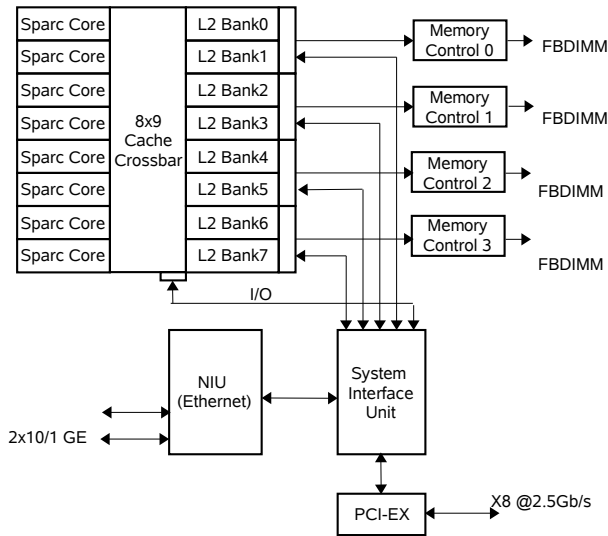 Sparc Core
L2 Bank0
Sparc Core
L2 Bank1
Sparc Core
L2 Bank2
Sparc Core
L2 Bank3
Sparc Core
L2 Bank4
Sparc Core
L2 Bank5
Sparc Core
L2 Bank6
Sparc Core
L2 Bank7
8x9
Cache
Crossbar
Memory
Control 0
FBDIMM
Memory
Control 1
FBDIMM
Memory
Control 2
FBDIMM
Memory
Control 3
FBDIMM
I/O
NIU
(Ethernet)
System
Interface
Unit
2x10/1 GE
PCI-EX
X8 @2.5Gb/s